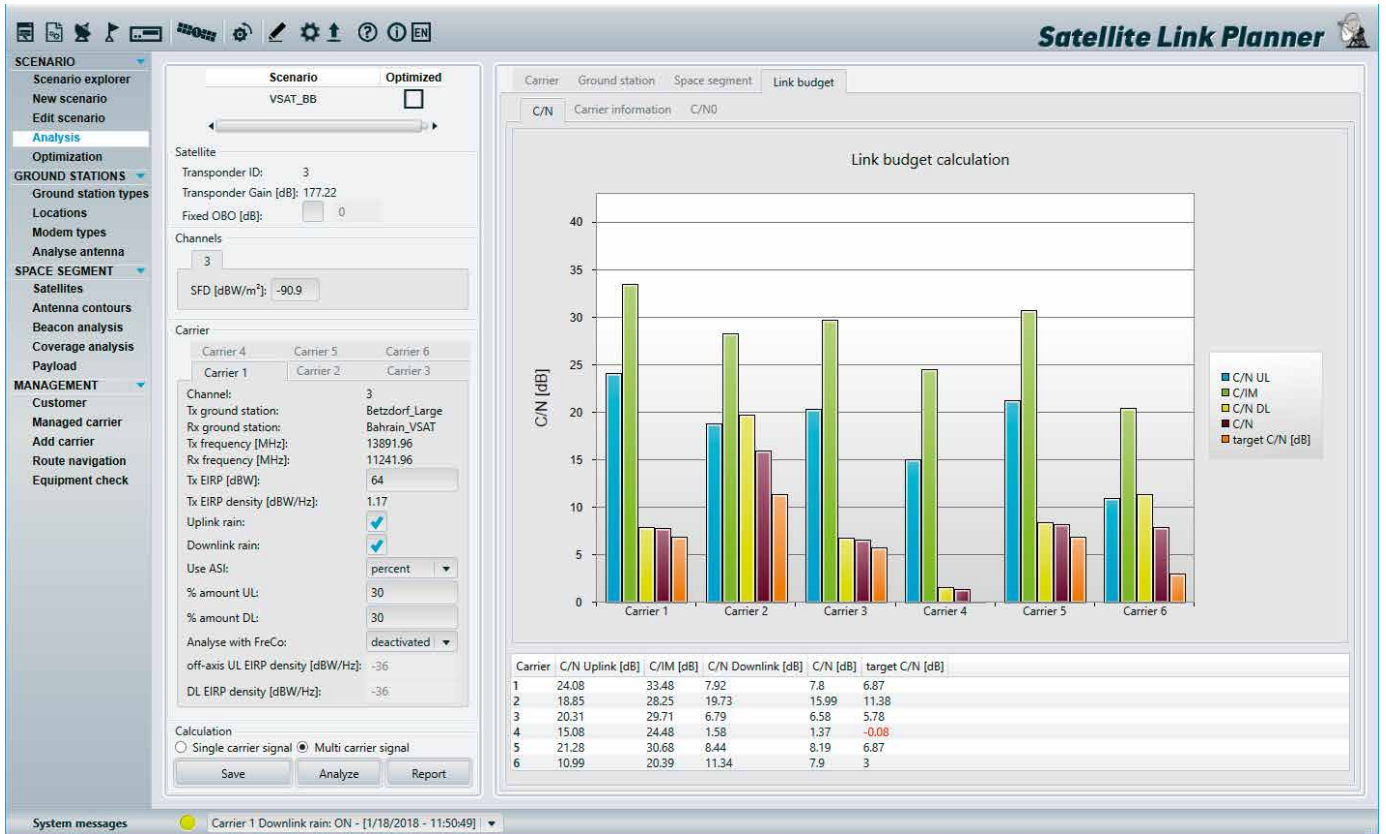 EN
Satellite Link Planner
SCENARIO
Scenario explorer
New scenario
Edit scenario
Analysis
Optimization
GROUND STATIONS
Ground station types
Locations
Modem types
Analyse antenna
SPACE SEGMENT
Satellites
Antenna contours
Beacon analysis
Coverage analysis
Payload
MANAGEMENT
Customer
Managed carrier
Add carrier
Route navigation
Equipment check
Scenario Optimized
VSAT_BB
Satellite
Transponder ID: 3
Transponder Gain [dB]: 177.22
Fixed OBO [dB]: 0
Channels
3
SFD [dBW/m²]: -90.9
Carrier
Carrier 4 Carrier 5 Carrier 6
Carrier 1 Carrier 2 Carrier 3
Channel: 3
Tx ground station: Betzdorf_Large
Rx ground station: Bahrain_VSAT
Tx frequency [MHz]: 13891.96
Rx frequency [MHz]: 11241.96
Tx EIRP [dBW]: 64
Tx EIRP density [dBW/Hz]: 1.17
Uplink rain:
Downlink rain:
Use ASI: percent
% amount UL: 30
% amount DL: 30
Analyse with FreCo: deactivated
off-axis UL EIRP density [dBW/Hz]: -36
DL EIRP density [dBW/Hz]: -36
Calculation
Single carrier signal Multi carrier signal
Save Analyze Report
Carrier Ground station Space segment Link budget
C/N Carrier information C/N0
Link budget calculation
C/N [dB]
40
35
30
25
20
15
10
5
0
Carrier 1 Carrier 2 Carrier 3 Carrier 4 Carrier 5 Carrier 6
C/N UL
C/IM
C/N DL
C/N
target C/N [dB]
Carrier C/N Uplink [dB] C/IM [dB] C/N Downlink [dB] C/N [dB] target C/N [dB]
1 24.08 33.48 7.92 7.8 6.87
2 18.85 28.25 19.73 15.99 11.38
3 20.31 29.71 6.79 6.58 5.78
4 15.08 24.48 1.58 1.37 -0.08
5 21.28 30.68 8.44 8.19 6.87
6 10.99 20.39 11.34 7.9 3
System messages Carrier 1 Downlink rain: ON - [1/18/2018 - 11:50:49]